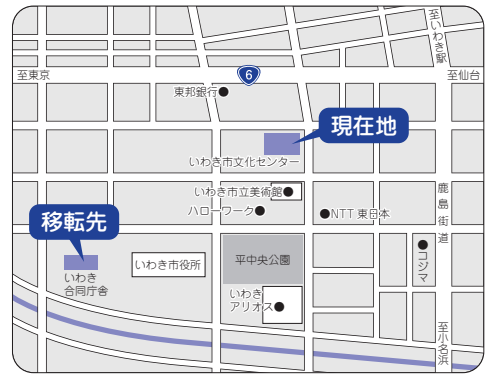 至いわき駅
至東京
6
至仙台
東邦銀行
現在地
いわき市文化センター
いわき市立美術館
鹿島街道
ハローワーク
NTT 東日本
移転先
いわき市役所
平中央公園
コジマ
いわき
合同庁舎
いわき
アリオス
至小名浜